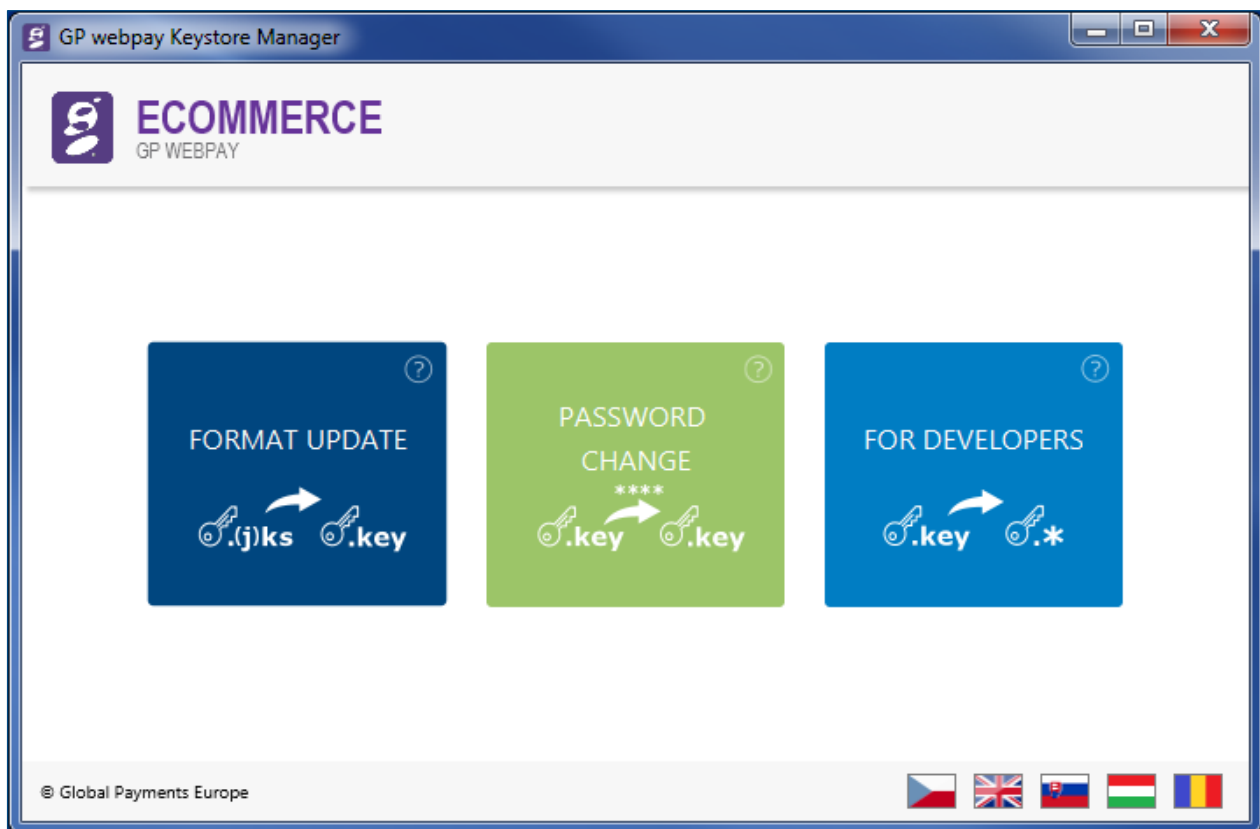 GP webpay Keystore Manager
ECOMMERCE
GP WEBPAY
?
FORMAT UPDATE
.(j)ks .key
?
PASSWORD
CHANGE
****
.key .key
?
FOR DEVELOPERS
.key .*
© Global Payments Europe